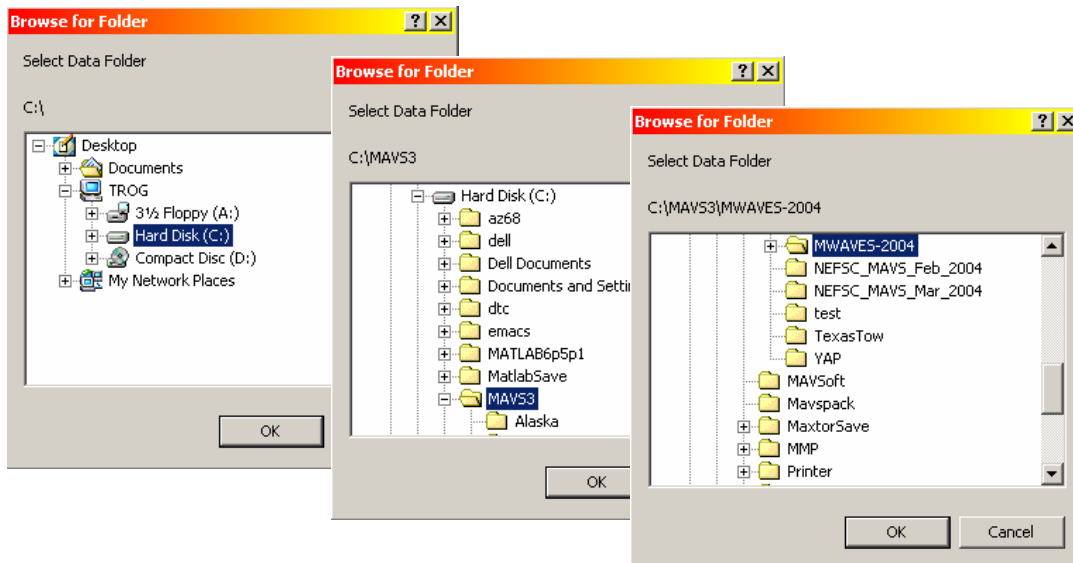 Browse for Folder
Select Data Folder
C:\
Desktop
Documents
TROG
3½ Floppy (A:)
Hard Disk (C:)
Compact Disc (D:)
My Network Places
OK
Browse for Folder
Select Data Folder
C:\MAVS3
Hard Disk (C:)
az68
dell
Dell Documents
Documents and Setti
dtc
emacs
MATLAB6p5p1
MatlabSave
MAVS3
Alaska
OK
Browse for Folder
Select Data Folder
C:\MAVS3\MWAVES-2004
MWAVES-2004
NEFSC_MAVS_Feb_2004
NEFSC_MAVS_Mar_2004
test
TexasTow
YAP
MAVSoft
Mavspack
MaxtorSave
MMP
Printer
OK
Cancel